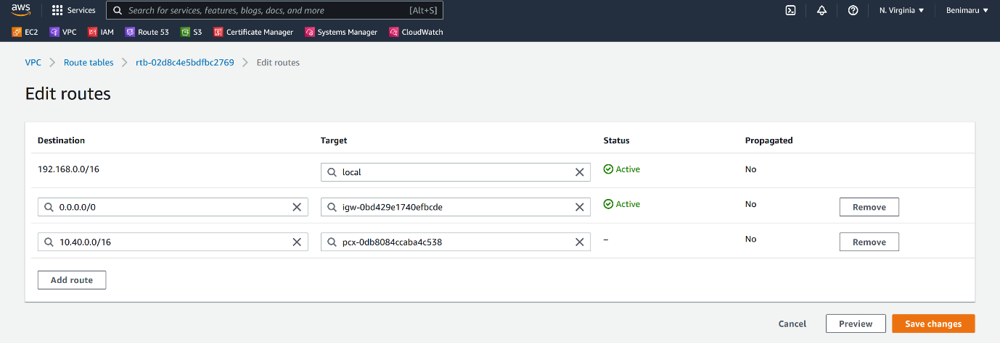 aws Services Search for services, features, blogs, docs, and more [Alt+S] N. Virginia ▼ Benimaru ▼
EC2 VPC IAM Route 53 S3 Certificate Manager Systems Manager CloudWatch
VPC > Route tables > rtb-02d8c4e5bdfbc2769 > Edit routes
Edit routes
Destination Target Status Propagated
192.168.0.0/16 local Active No
0.0.0.0/0 igw-0bd429e1740efbcde Active No Remove
10.40.0.0/16 pcx-0db8084ccaba4c538 – No Remove
Add route
Cancel Preview Save changes